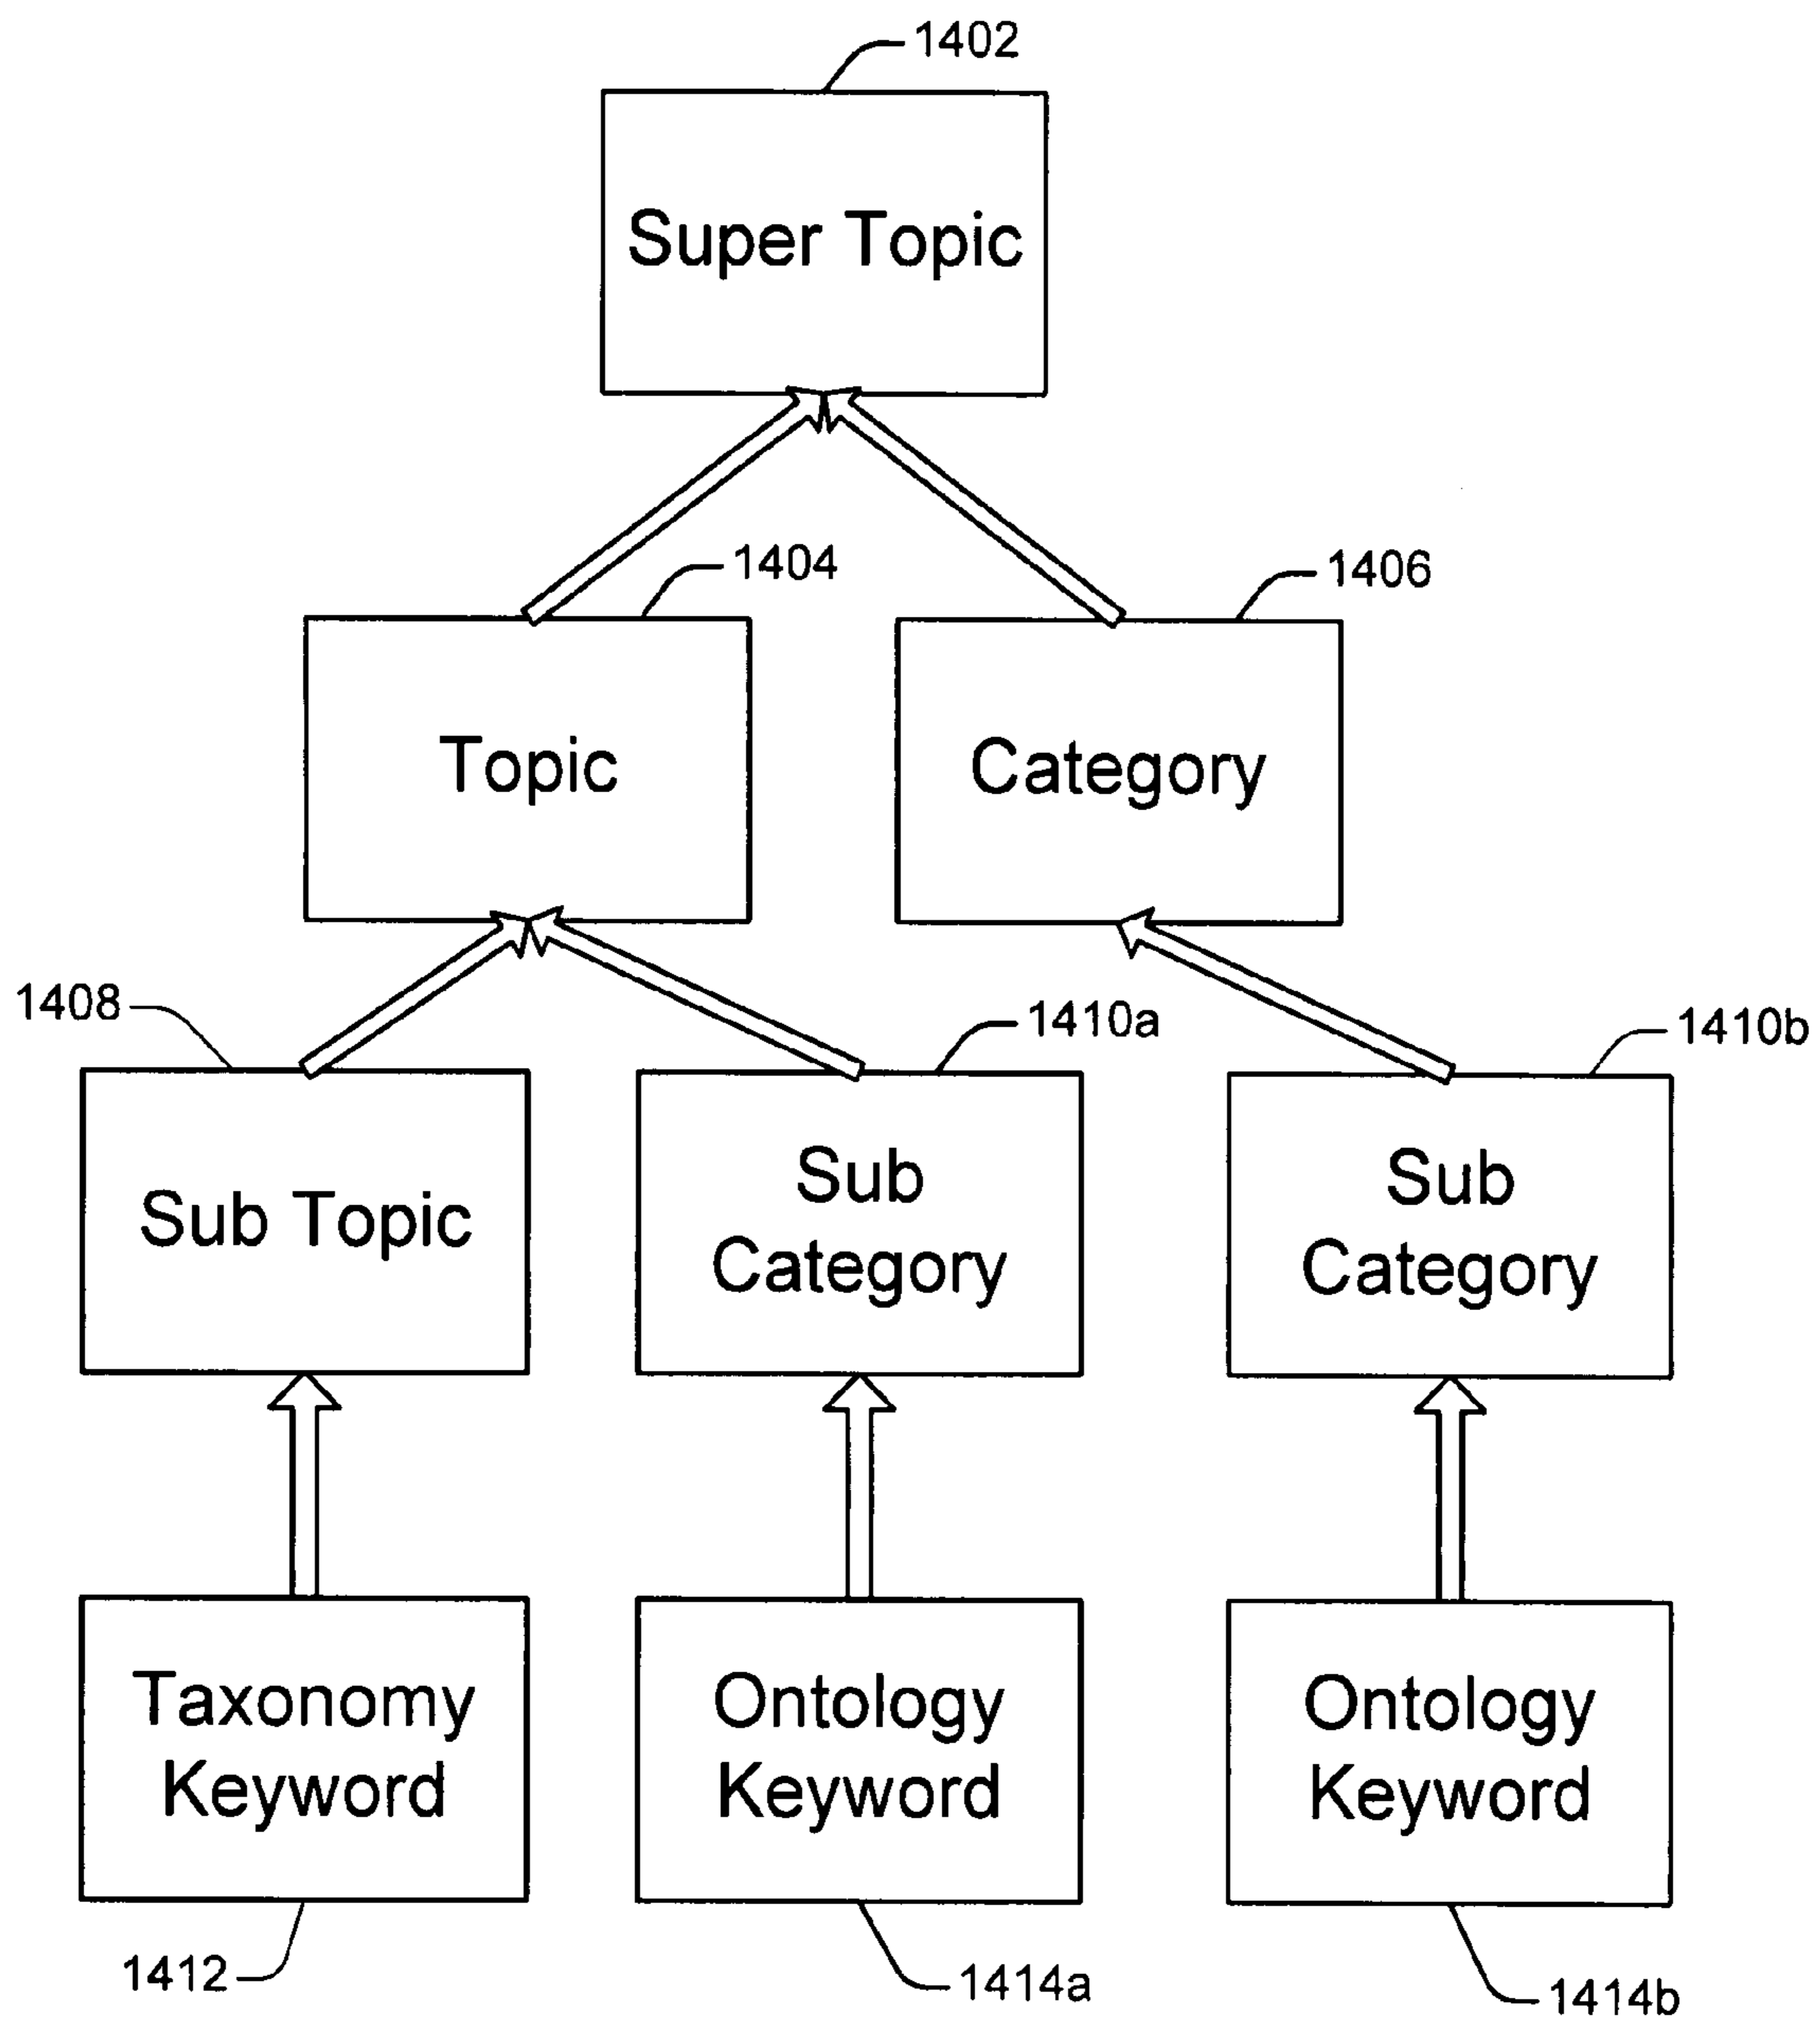 1402
Super Topic
1404
1406
Topic
Category
1408
1410a
1410b
Sub Topic
Sub
Category
Sub
Category
Taxonomy
Keyword
Ontology
Keyword
Ontology
Keyword
1412
1414a
1414b